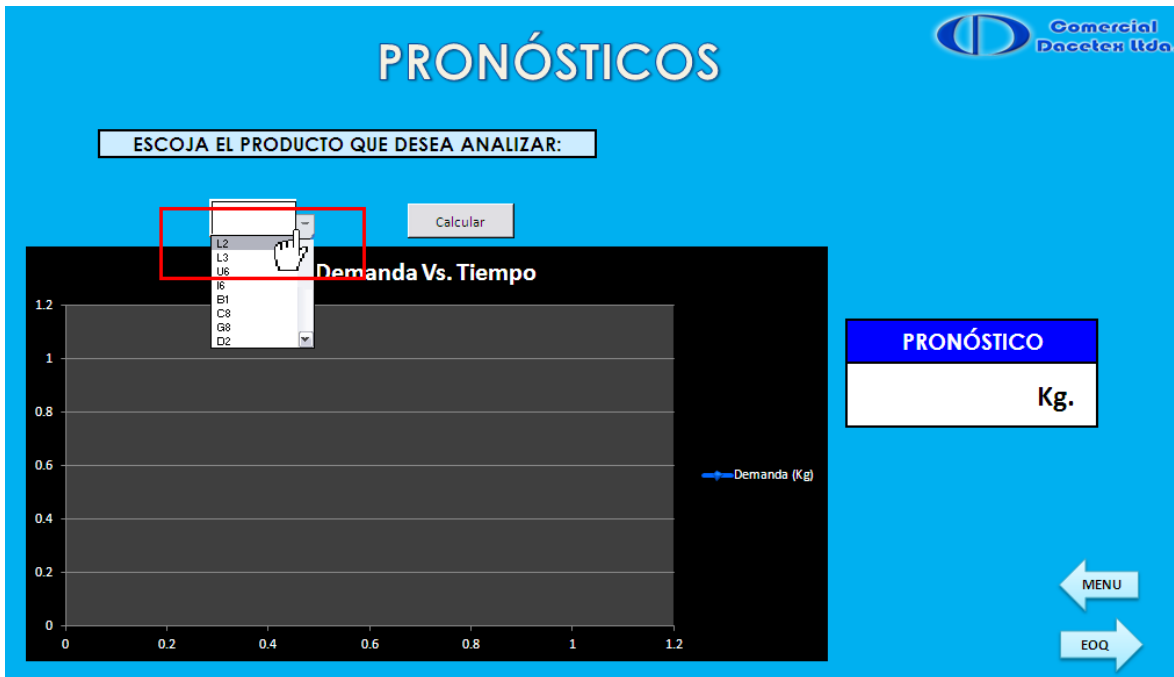 Comercial
Dacetex ltda
PRONÓSTICOS
ESCOJA EL PRODUCTO QUE DESEA ANALIZAR:
Calcular
L2
L3
U6
I6
B1
C8
G8
D2
Demanda Vs. Tiempo
1.2
1
0.8
0.6
0.4
0.2
0
0 0.2 0.4 0.6 0.8 1 1.2
Demanda (Kg)
PRONÓSTICO
Kg.
MENU
EOQ